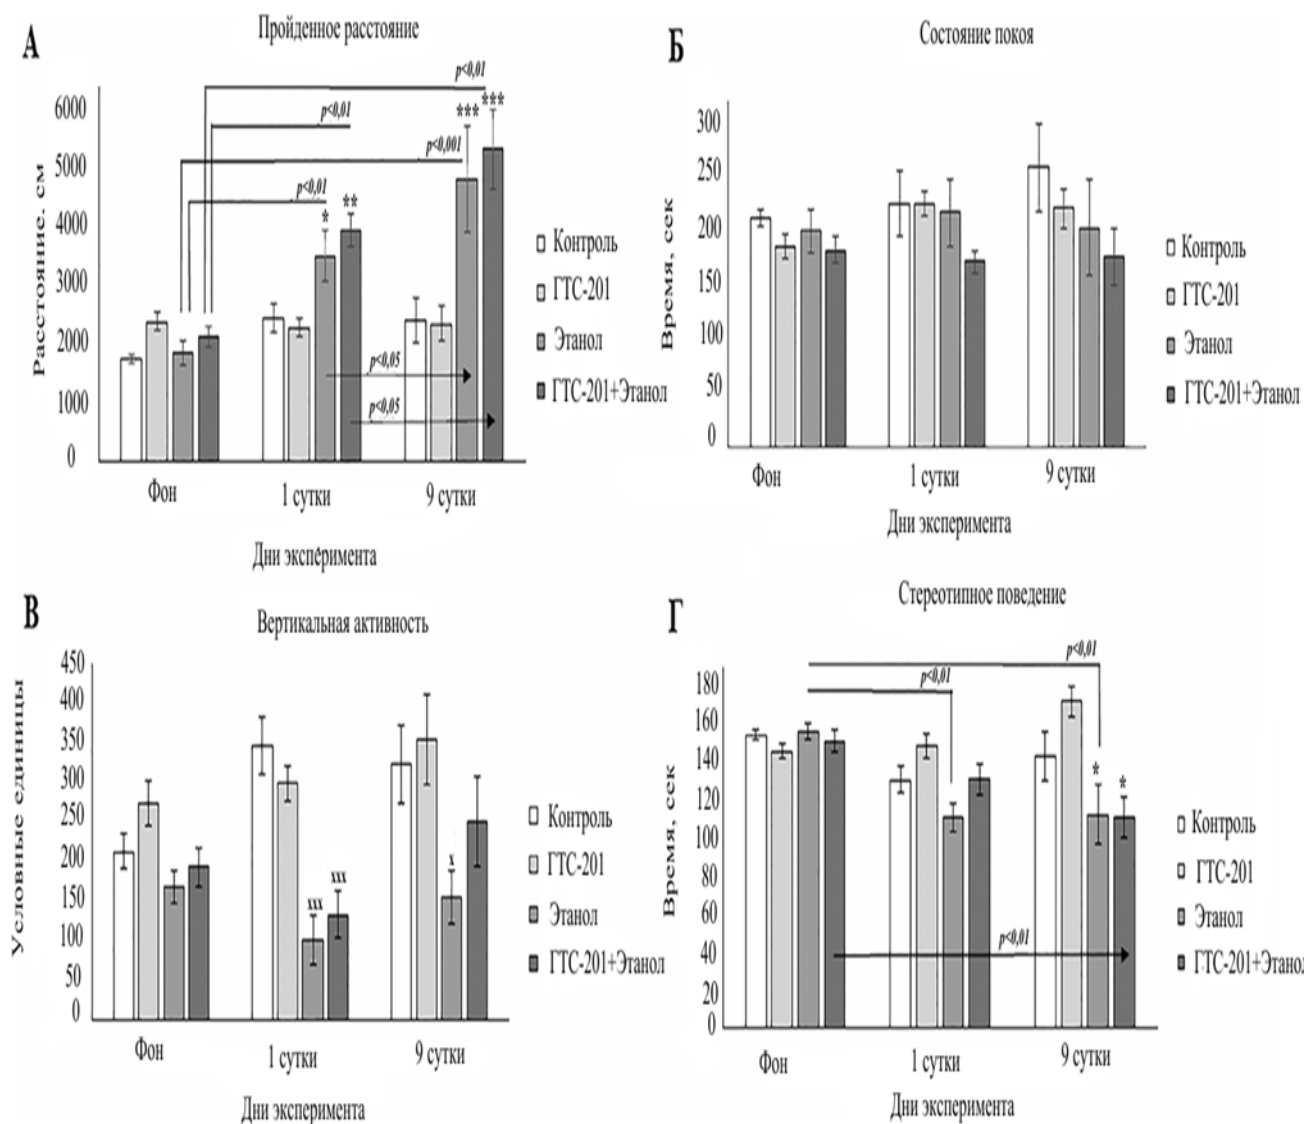 А
Пройденное расстояние
Расстояние. см
6000
5000
4000
3000
2000
1000
0
p<0,01
p<0,01
p<0,001
p<0,01
*** ***
* **
p<0,05
p<0,05
Контроль
ГТС-201
Этанол
ГТС-201+Этанол
Фон 1 сутки 9 сутки
Дни эксперимента
Б
Состояние покоя
Время, сек
300
250
200
150
100
50
0
Контроль
ГТС-201
Этанол
ГТС-201+Этанол
Фон 1 сутки 9 сутки
Дни эксперимента
В
Вертикальная активность
Условные единицы
450
400
350
300
250
200
150
100
50
0
xxx xxx x
Контроль
ГТС-201
Этанол
ГТС-201+Этанол
Фон 1 сутки 9 сутки
Дни эксперимента
Г
Стереотипное поведение
Время, сек
180
160
140
120
100
80
60
40
20
0
p<0,01
p<0,01
* *
p<0,01
Контроль
ГТС-201
Этанол
ГТС-201+Этанол
Фон 1 сутки 9 сутки
Дни эксперимента